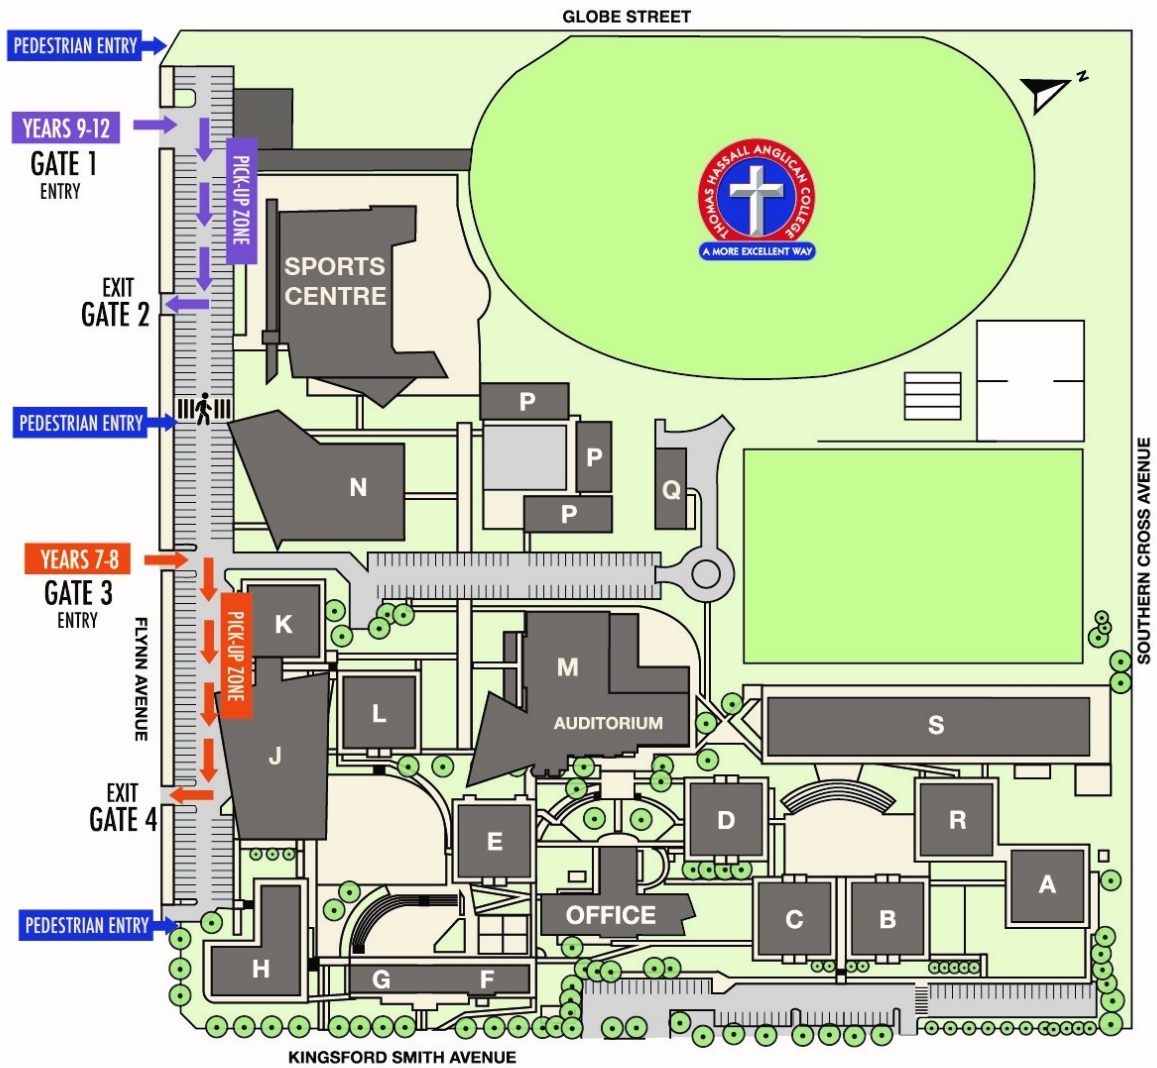 GLOBE STREET
PEDESTRIAN ENTRY
N
YEARS 9-12
GATE 1
ENTRY
PICK-UP ZONE
THOMAS HASSALL ANGLICAN COLLEGE
A MORE EXCELLENT WAY
SPORTS
CENTRE
EXIT
GATE 2
P
PEDESTRIAN ENTRY
P
N
Q
P
SOUTHERN CROSS AVENUE
YEARS 7-8
GATE 3
ENTRY
K
PICK-UP ZONE
FLYNN AVENUE
M
L
AUDITORIUM
S
J
EXIT
GATE 4
E
D
R
A
PEDESTRIAN ENTRY
OFFICE
C
B
H
G
F
KINGSFORD SMITH AVENUE